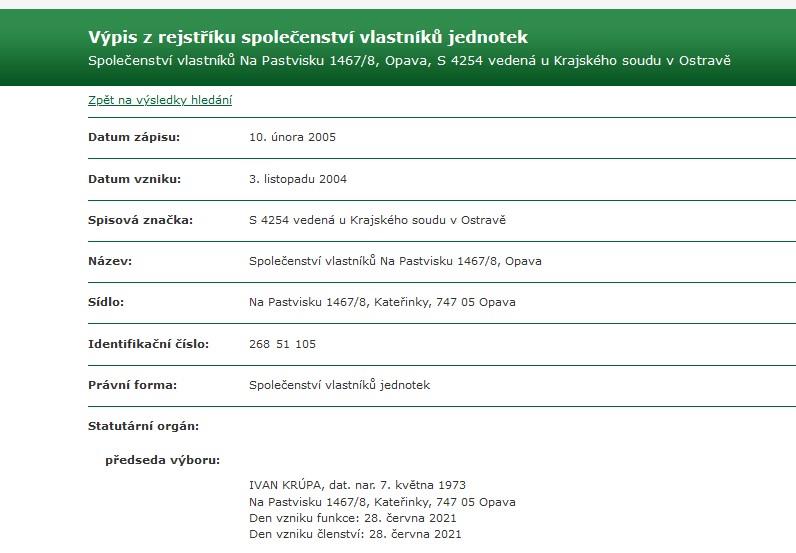 Výpis z rejstříku společenství vlastníků jednotek
Společenství vlastníků Na Pastvisku 1467/8, Opava, S 4254 vedená u Krajského soudu v Ostravě
Zpět na výsledky hledání
Datum zápisu: 10. února 2005
Datum vzniku: 3. listopadu 2004
Spisová značka: S 4254 vedená u Krajského soudu v Ostravě
Název: Společenství vlastníků Na Pastvisku 1467/8, Opava
Sídlo: Na Pastvisku 1467/8, Kateřinky, 747 05 Opava
Identifikační číslo: 268 51 105
Právní forma: Společenství vlastníků jednotek
Statutární orgán:
předseda výboru:
IVAN KRÚPA, dat. nar. 7. května 1973
Na Pastvisku 1467/8, Kateřinky, 747 05 Opava
Den vzniku funkce: 28. června 2021
Den vzniku členství: 28. června 2021